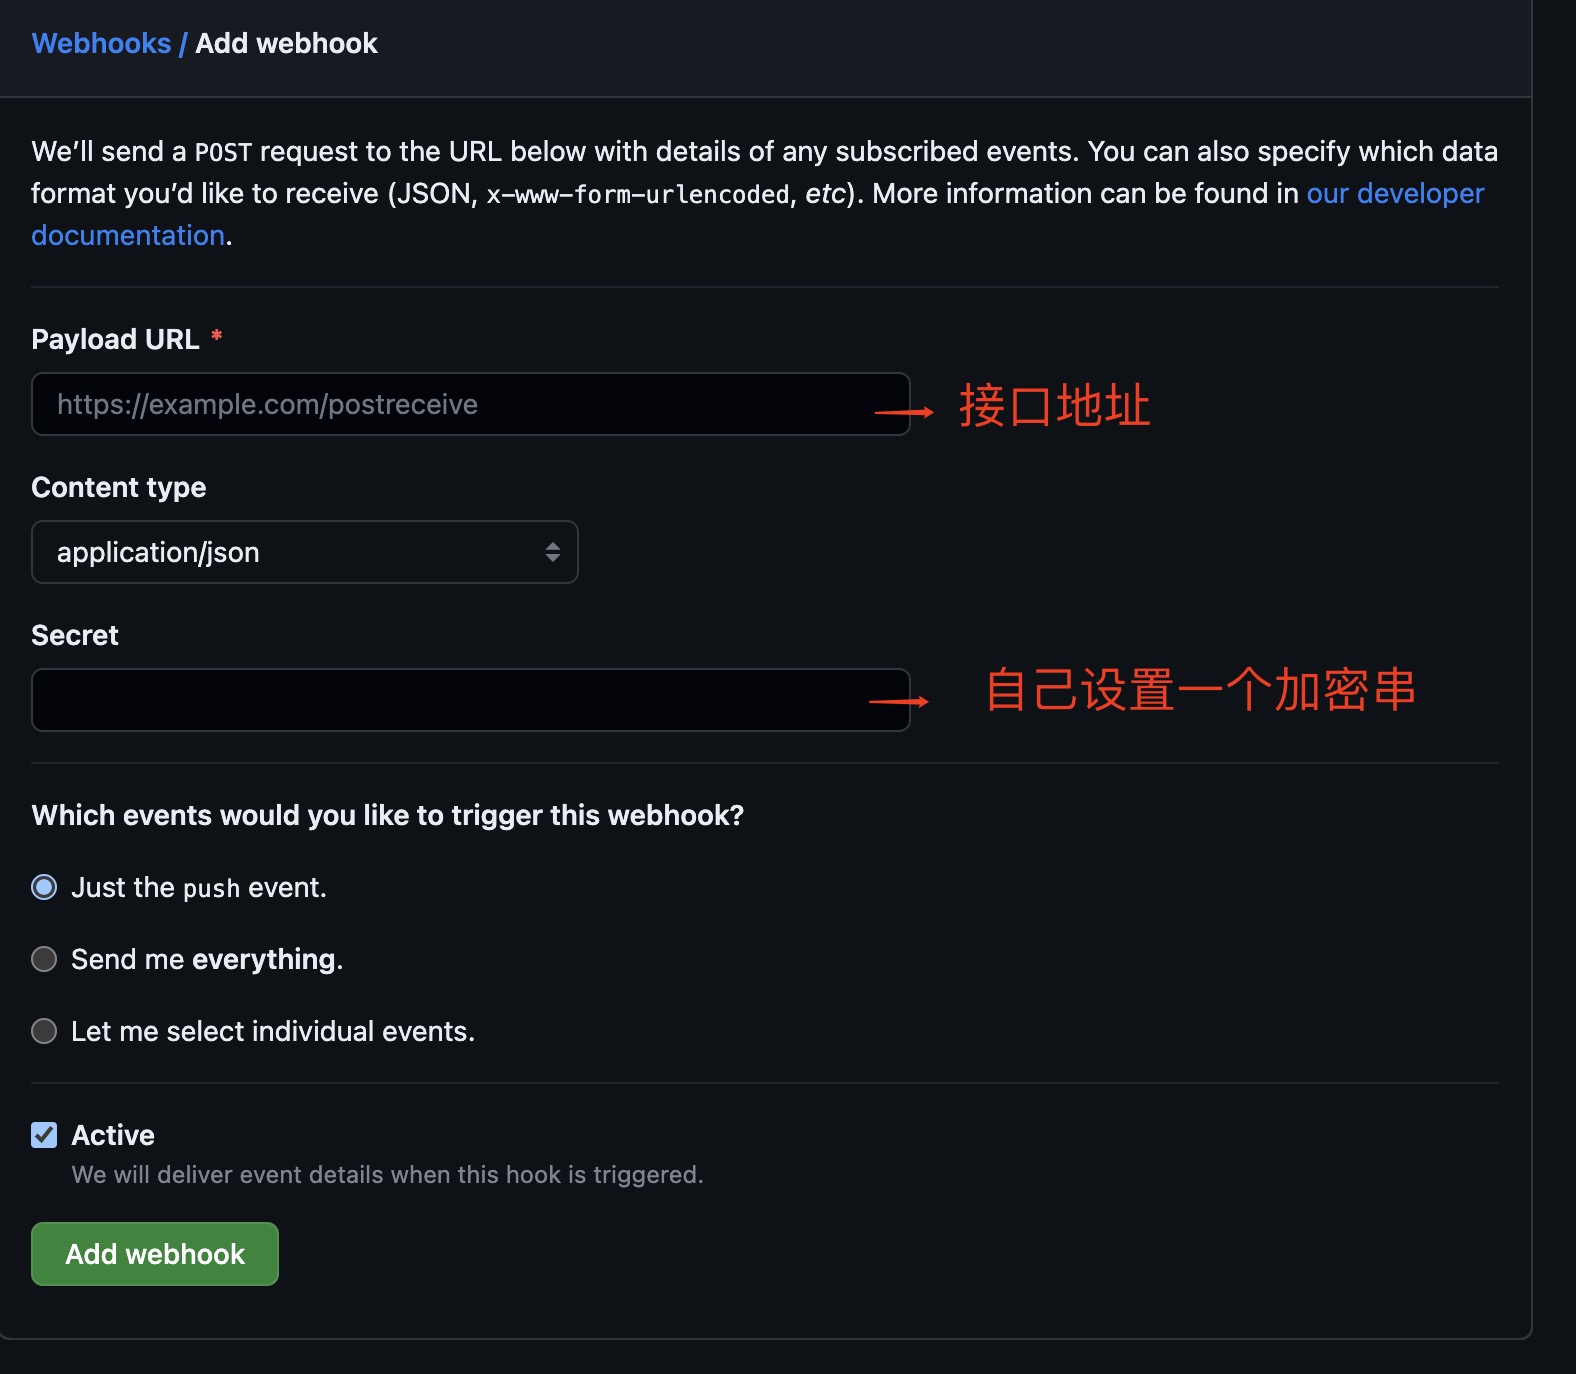 Webhooks / Add webhook
We’ll send a POST request to the URL below with details of any subscribed events. You can also specify which data
format you’d like to receive (JSON, x-www-form-urlencoded, etc). More information can be found in our developer
documentation.
Payload URL *
https://example.com/postreceive
接口地址
Content type
application/json
Secret
自己设置一个加密串
Which events would you like to trigger this webhook?
Just the push event.
Send me everything.
Let me select individual events.
Active
We will deliver event details when this hook is triggered.
Add webhook